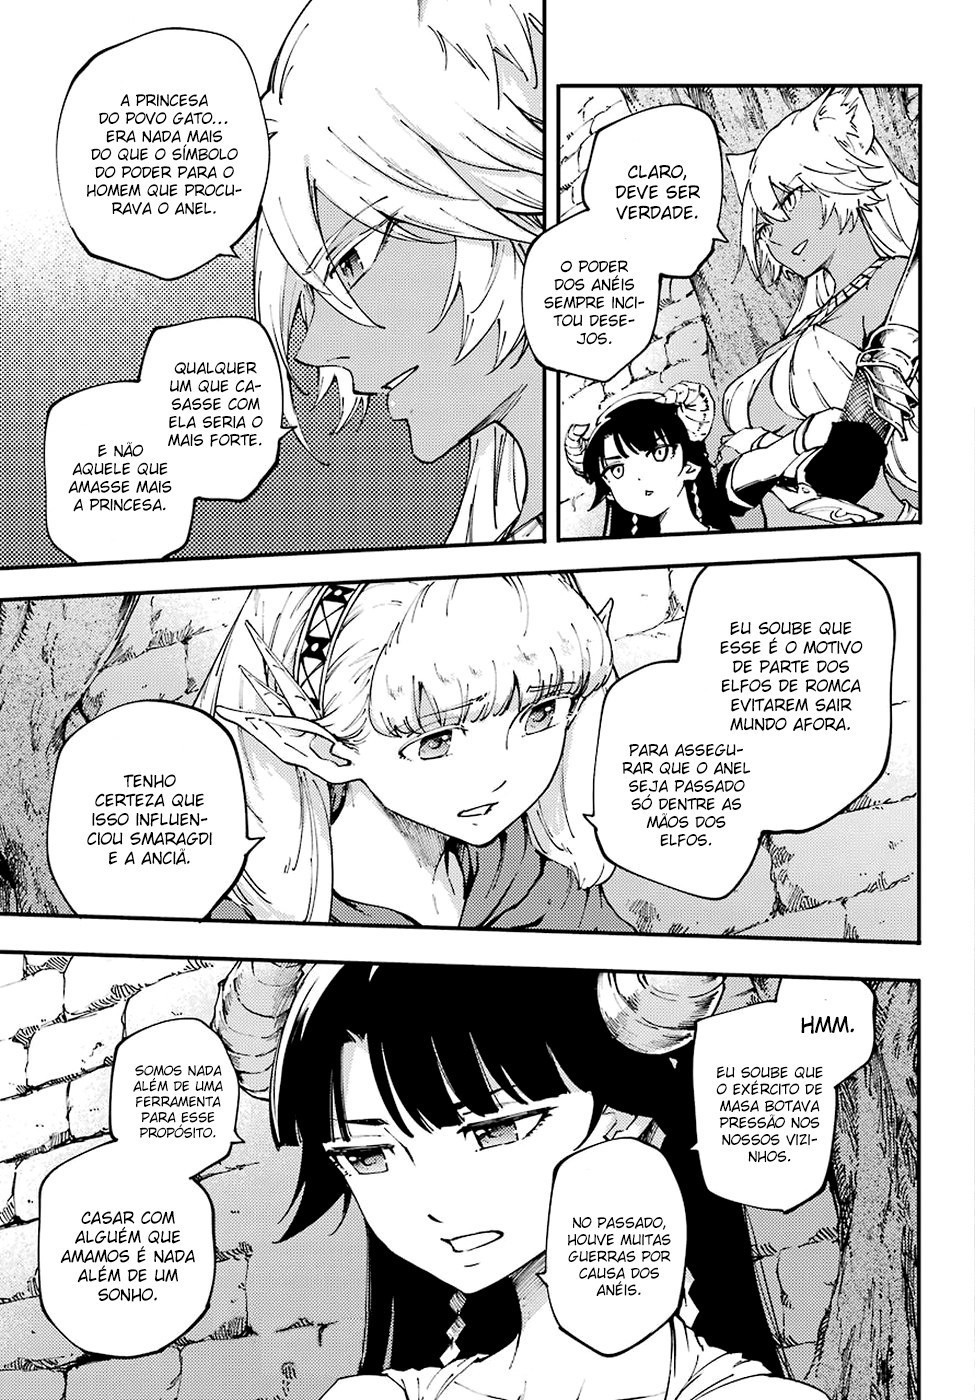 CLARO,
DEVE SER
VERDADE.
O PODER
DOS ANÉIS
SEMPRE INCI-
TOU DESE-
JOS.
A PRINCESA
DO POVO GATO...
ERA NADA MAIS
DO QUE O SÍMBOLO
DO PODER PARA O
HOMEM QUE PROCU-
RAVA O ANEL.
QUALQUER
UM QUE CA-
SASSE COM
ELA SERIA O
MAIS FORTE.
E NÃO
AQUELE QUE
AMASSE MAIS
A PRINCESA.
EU SOUBE QUE
ESSE É O MOTIVO
DE PARTE DOS
ELFOS DE ROMCA
EVITAREM SAIR
MUNDO AFORA.
PARA ASSEGU-
RAR QUE O ANEL
SEJA PASSADO
SÓ DENTRE AS
MÃOS DOS
ELFOS.
TENHO
CERTEZA QUE
ISSO INFLUEN-
CIOU SMARAGDI
E A ANCIÃ.
HMM.
EU SOUBE QUE
O EXÉRCITO DE
MASA BOTAVA
PRESSÃO NOS
NOSSOS VIZI-
NHOS.
NO PASSADO,
HOUVE MUITAS
GUERRAS POR
CAUSA DOS
ANÉIS.
SOMOS NADA
ALÉM DE UMA
FERRAMENTA
PARA ESSE
PROPÓSITO.
CASAR COM
ALGUÉM QUE
AMAMOS É NADA
ALÉM DE UM
SONHO.